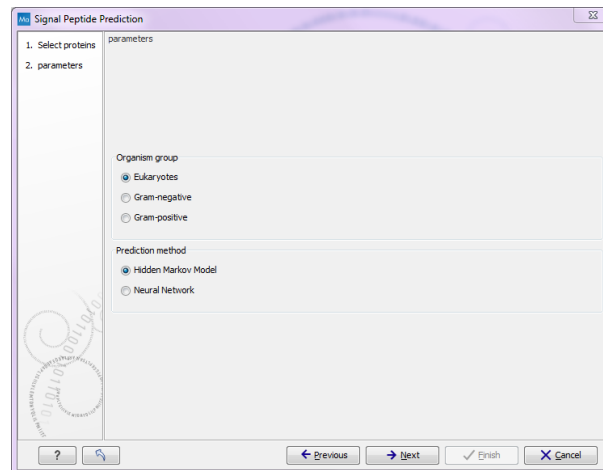 Mo Signal Peptide Prediction
1. Select proteins
2. parameters
parameters
Organism group
Eukaryotes
Gram-negative
Gram-positive
Prediction method
Hidden Markov Model
Neural Network
? Previous Next Finish Cancel